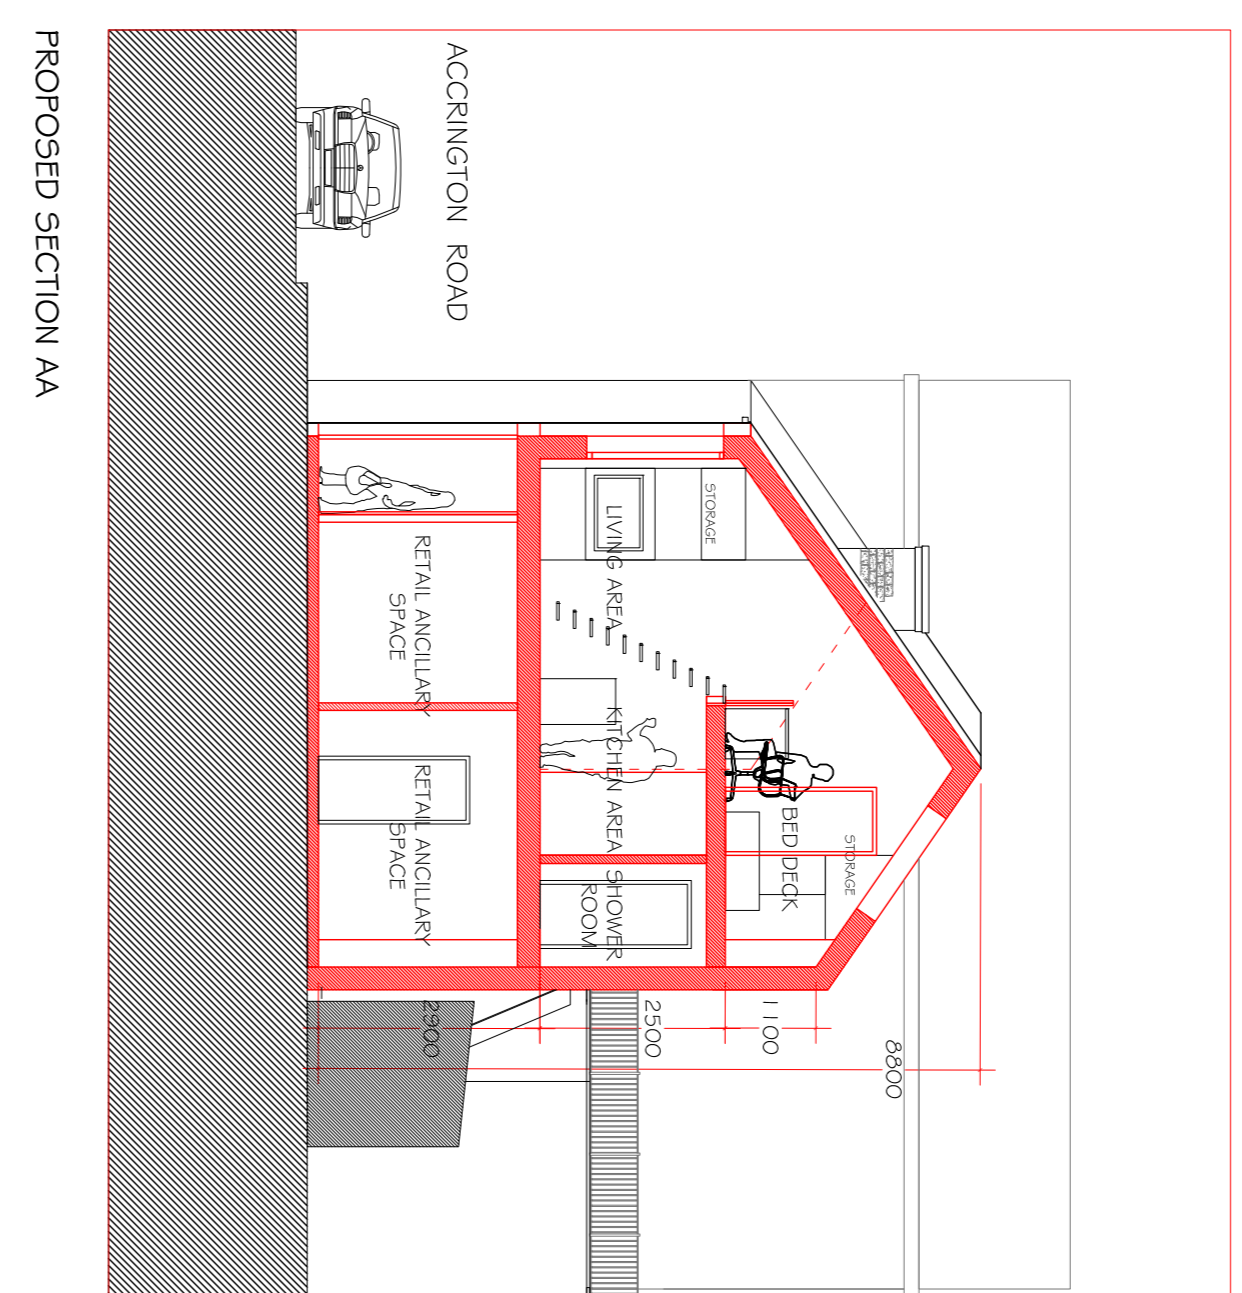 ACCRINGTON ROAD
STORAGE
LIVING AREA
RETAIL ANCILLARY
SPACE
KITCHEN AREA
RETAIL ANCILLARY
SPACE
BED DECK
STORAGE
SHOWER
ROOM
8800
1100
2500
2900
PROPOSED SECTION AA